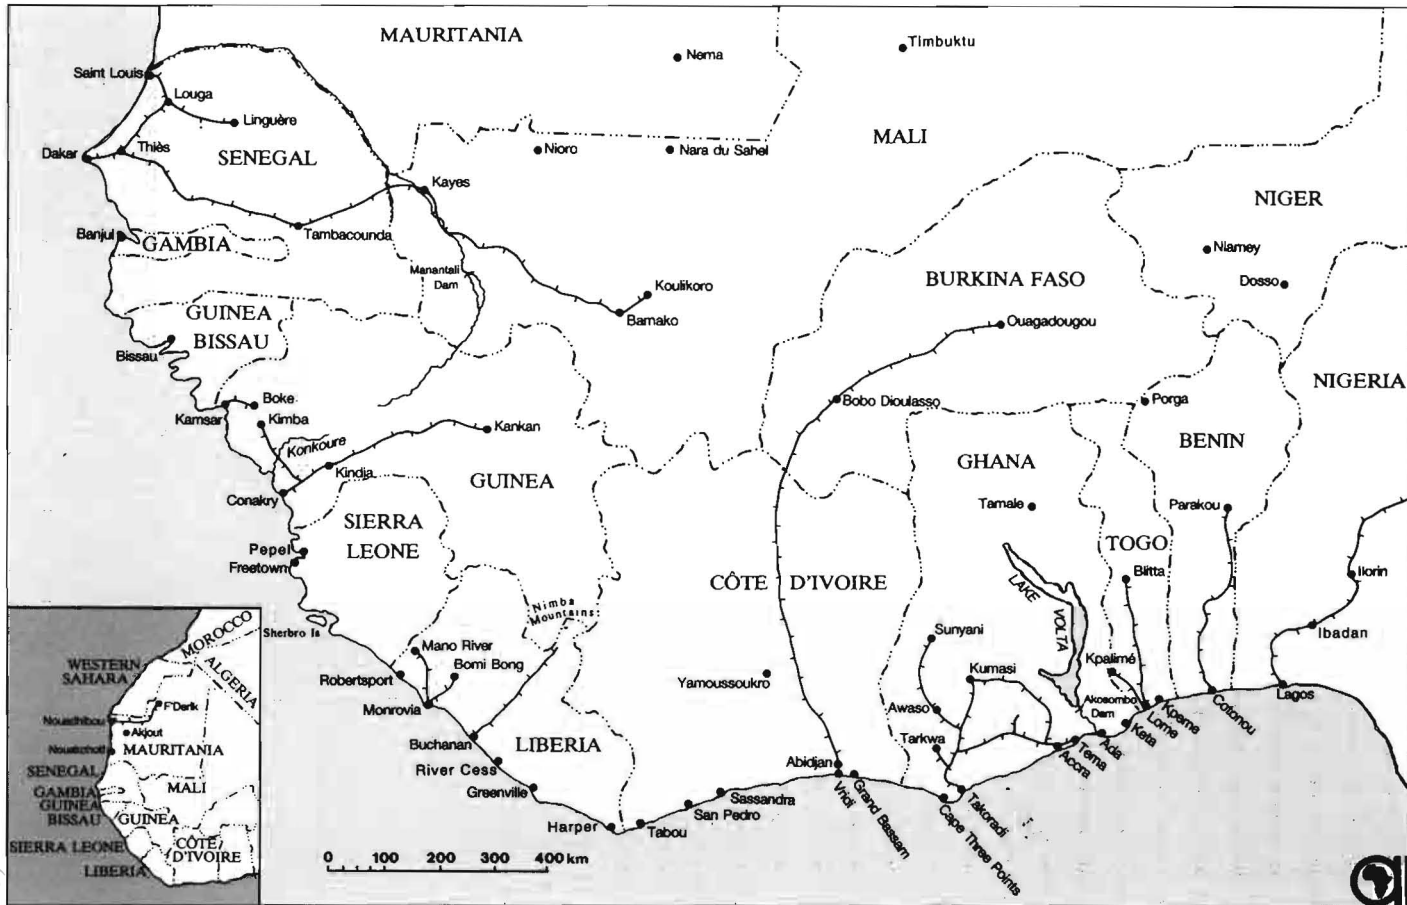 MAURITANIA
Nema
Timbuktu
Saint Louis
Louga
Linguère
Thiès
Dakar
SENEGAL
Nioro
Nara du Sahel
MALI
Kayes
NIGER
Tambacounda
Banjul
GAMBIA
Niamey
Dosso
Manantali
Dam
Koulikoro
Bamako
BURKINA FASO
Ouagadougou
GUINEA
BISSAU
Bissau
NIGERIA
Boke
Kamsar
Kimba
Bobo Dioulasso
Porga
Konkoure
Kankan
BENIN
Kindia
GUINEA
GHANA
Conakry
Tamale
Parakou
SIERRA
LEONE
Pepel
Freetown
TOGO
Blitta
Ilorin
CÔTE D'IVOIRE
LAKE
VOLTA
Nimba
Mountains
Sherbro Is
Sunyani
Ibadan
Mano River
Bomi Bong
Robertsport
Yamoussoukro
Kumasi
Kpalimé
Akosombo
Dam
Monrovia
Awaso
Lagos
Cotonou
Kpeme
Lome
Keta
Ada
Tema
Accra
Buchanan
LIBERIA
Tarkwa
River Cess
Abidjan
Greenville
Vridi
Grand Bassam
Sassandra
San Pedro
Takoradi
Cape Three Points
Harper
Tabou
0 100 200 300 400 km
MOROCCO
WESTERN
SAHARA
ALGERIA
F'Derik
Nouadhibou
Akjout
Nouakchott
MAURITANIA
SENEGAL
MALI
GAMBIA
GUINEA
BISSAU
GUINEA
SIERRA LEONE
CÔTE
D'IVOIRE
LIBERIA